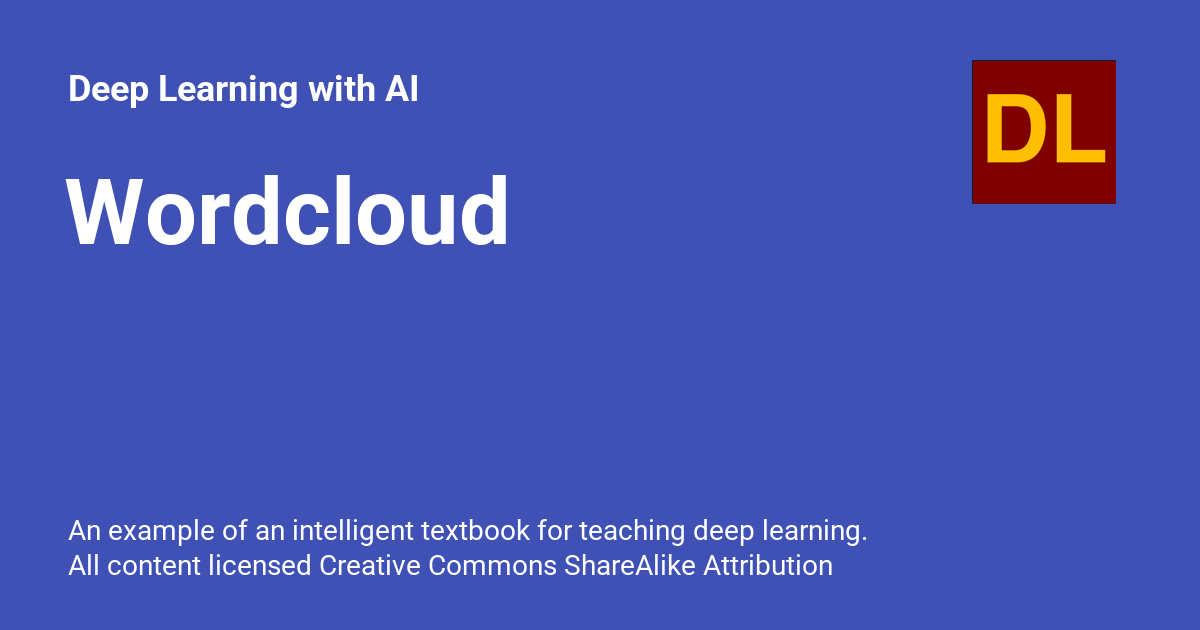 Deep Learning with AI
DL
Wordcloud
An example of an intelligent textbook for teaching deep learning.
All content licensed Creative Commons ShareAlike Attribution